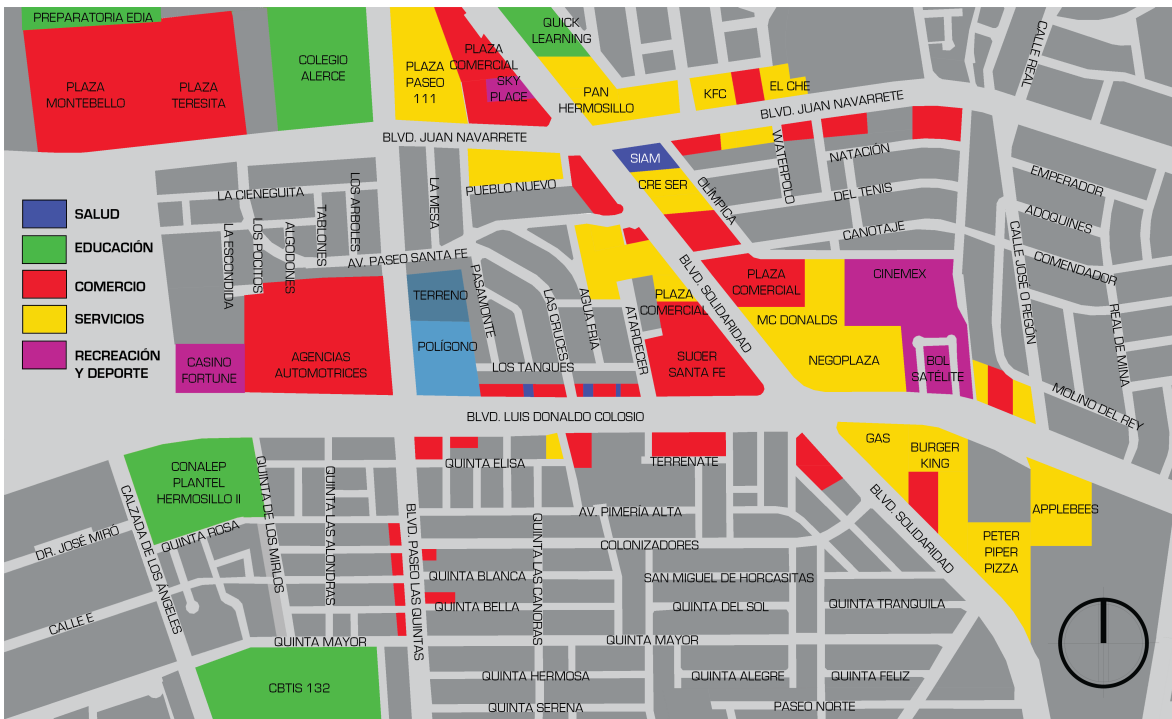 PREPARATORIA EDIA
PLAZA
MONTEBELLO
PLAZA
TERESITA
COLEGIO
ALERCE
PLAZA
PASEO
111
PLAZA
COMERCIAL
SKY
PLACE
QUICK
LEARNING
PAN
HERMOSILLO
KFC
EL CHE
CALLE REAL
BLVD. JUAN NAVARRETE
BLVD. JUAN NAVARRETE
SIAM
CRE SER
OLÍMPICA
WATERPOLO
NATACIÓN
DEL TENIS
CANOTAJE
EMPERADOR
ADOQUINES
COMENDADOR
CALLE JOSÉ O REGÓN
REAL DE MINA
MOLINO DEL REY
LA CIENEGUITA
LOS ARBOLES
LA MESA
PUEBLO NUEVO
LA ESCONDIDA
LOS POCITOS
ALGODONES
TABLONES
AV. PASEO SANTA FE
SALUD
EDUCACIÓN
COMERCIO
SERVICIOS
RECREACIÓN
Y DEPORTE
CASINO
FORTUNE
AGENCIAS
AUTOMOTRICES
TERRENO
POLÍGONO
PASAMONTE
LAS CRUCES
AGUA FRIA
ATARDECER
LOS TANQUES
PLAZA
COMERCIAL
SUOER
SANTA FE
BLVD. SOLIDARIDAD
PLAZA
COMERCIAL
MC DONALDS
NEGOPLAZA
CINEMEX
BOL
SATÉLITE
BLVD. LUIS DONALDO COLOSIO
CONALEP
PLANTEL
HERMOSILLO II
DR. JOSÉ MIRÓ
CALZADA DE LOS ANGELES
QUINTA ROSA
QUINTA DE LOS MIRLOS
QUINTA LAS ALONDRAS
CALLE E
BLVD. PASEO LAS QUINTAS
QUINTA ELISA
TERRENATE
AV. PIMERÍA ALTA
COLONIZADORES
QUINTA LAS CANORAS
QUINTA BLANCA
SAN MIGUEL DE HORCASITAS
QUINTA BELLA
QUINTA DEL SOL
QUINTA TRANQUILA
QUINTA MAYOR
QUINTA MAYOR
QUINTA HERMOSA
QUINTA ALEGRE
QUINTA FELIZ
QUINTA SERENA
PASEO NORTE
CBTIS 132
GAS
BURGER
KING
BLVD. SOLIDARIDAD
APPLEBEES
PETER
PIPER
PIZZA